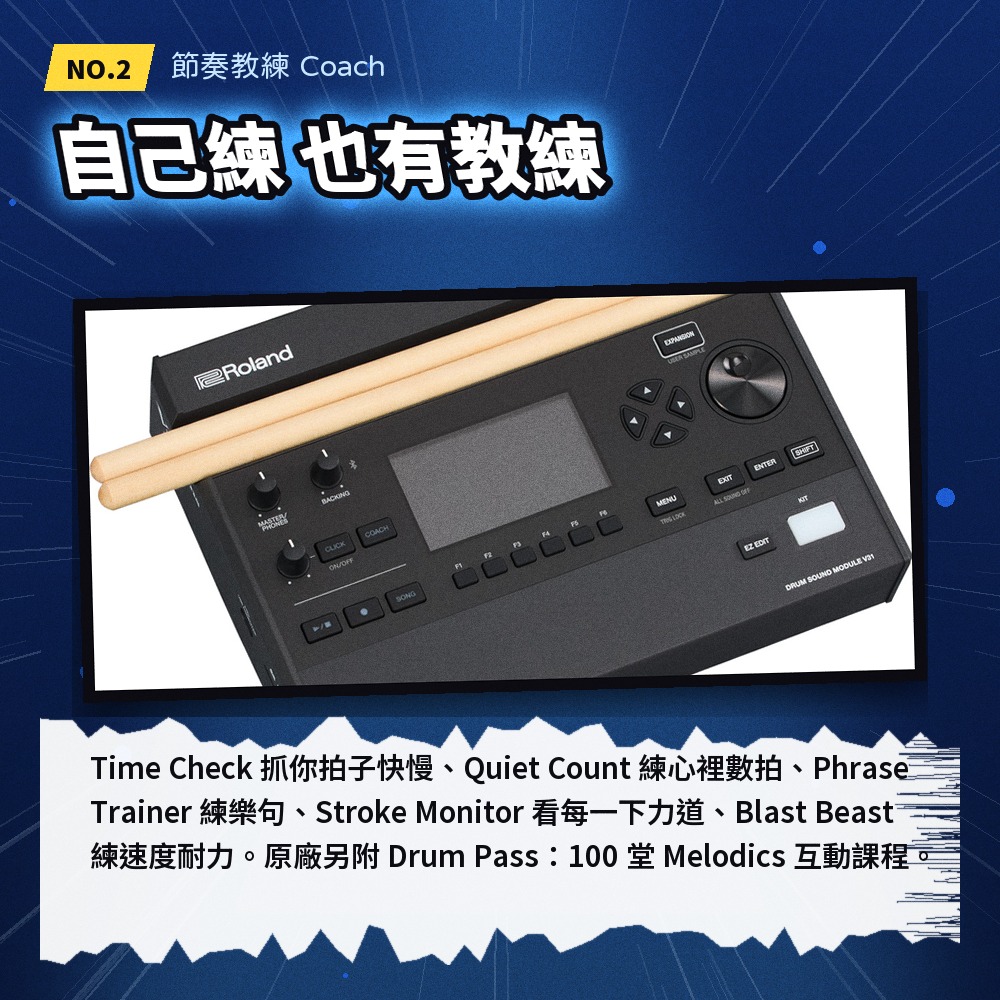 NO.2
節奏教練 Coach
自己練 也有教練
Roland
EXPANSION
USER SAMPLE
BACKING
MASTER/
PHONES
CLICK
COACH
ON/OFF
SONG
F1
F2
F3
F4
F5
F6
MENU
TRIG LOCK
EXIT
ALL SOUND OFF
ENTER
SHIFT
KIT
EZ EDIT
DRUM SOUND MODULE V31
Time Check 抓你拍子快慢、Quiet Count 練心裡數拍、Phrase
Trainer 練樂句、Stroke Monitor 看每一下力道、Blast Beast
練速度耐力。原廠另附 Drum Pass：100 堂 Melodics 互動課程。